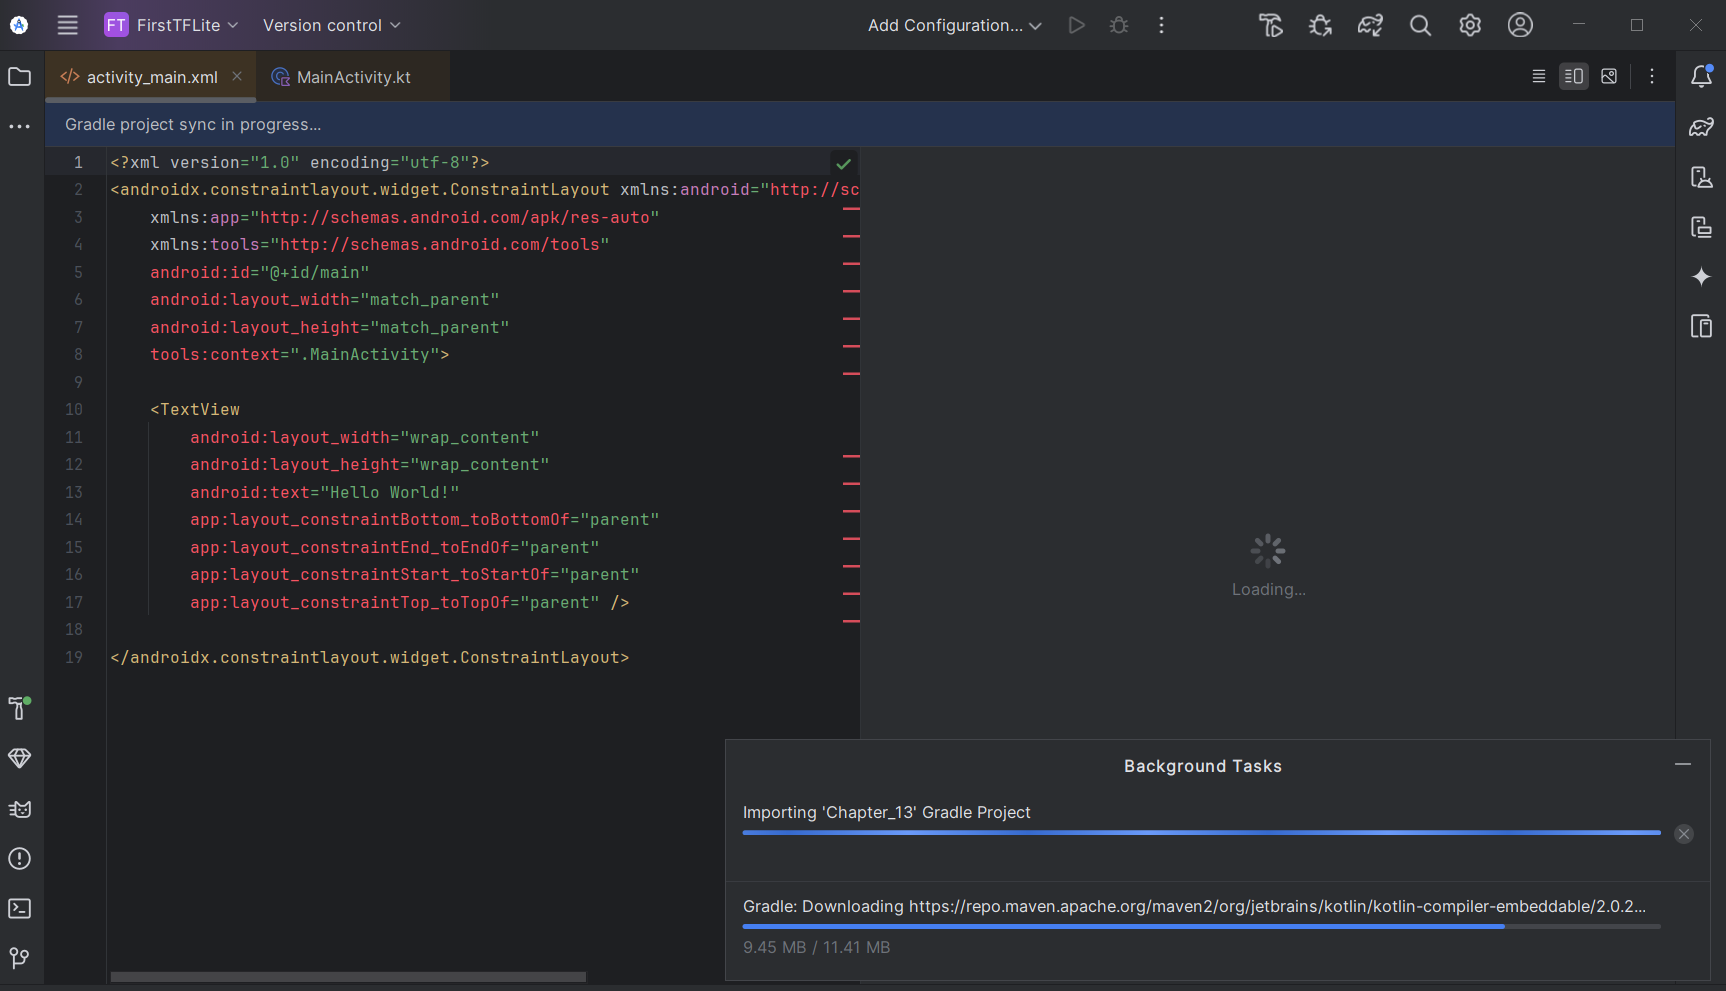 FT FirstTFLite Version control Add Configuration...
activity_main.xml MainActivity.kt
Gradle project sync in progress...
1 <?xml version="1.0" encoding="utf-8"?>
2 <androidx.constraintlayout.widget.ConstraintLayout xmlns:android="http://sc
3 xmlns:app="http://schemas.android.com/apk/res-auto"
4 xmlns:tools="http://schemas.android.com/tools"
5 android:id="@+id/main"
6 android:layout_width="match_parent"
7 android:layout_height="match_parent"
8 tools:context=".MainActivity">
9
10 <TextView
11 android:layout_width="wrap_content"
12 android:layout_height="wrap_content"
13 android:text="Hello World!"
14 app:layout_constraintBottom_toBottomOf="parent"
15 app:layout_constraintEnd_toEndOf="parent"
16 app:layout_constraintStart_toStartOf="parent"
17 app:layout_constraintTop_toTopOf="parent" />
18
19 </androidx.constraintlayout.widget.ConstraintLayout>
Loading...
Background Tasks
Importing 'Chapter_13' Gradle Project
Gradle: Downloading https://repo.maven.apache.org/maven2/org/jetbrains/kotlin/kotlin-compiler-embeddable/2.0.2...
9.45 MB / 11.41 MB